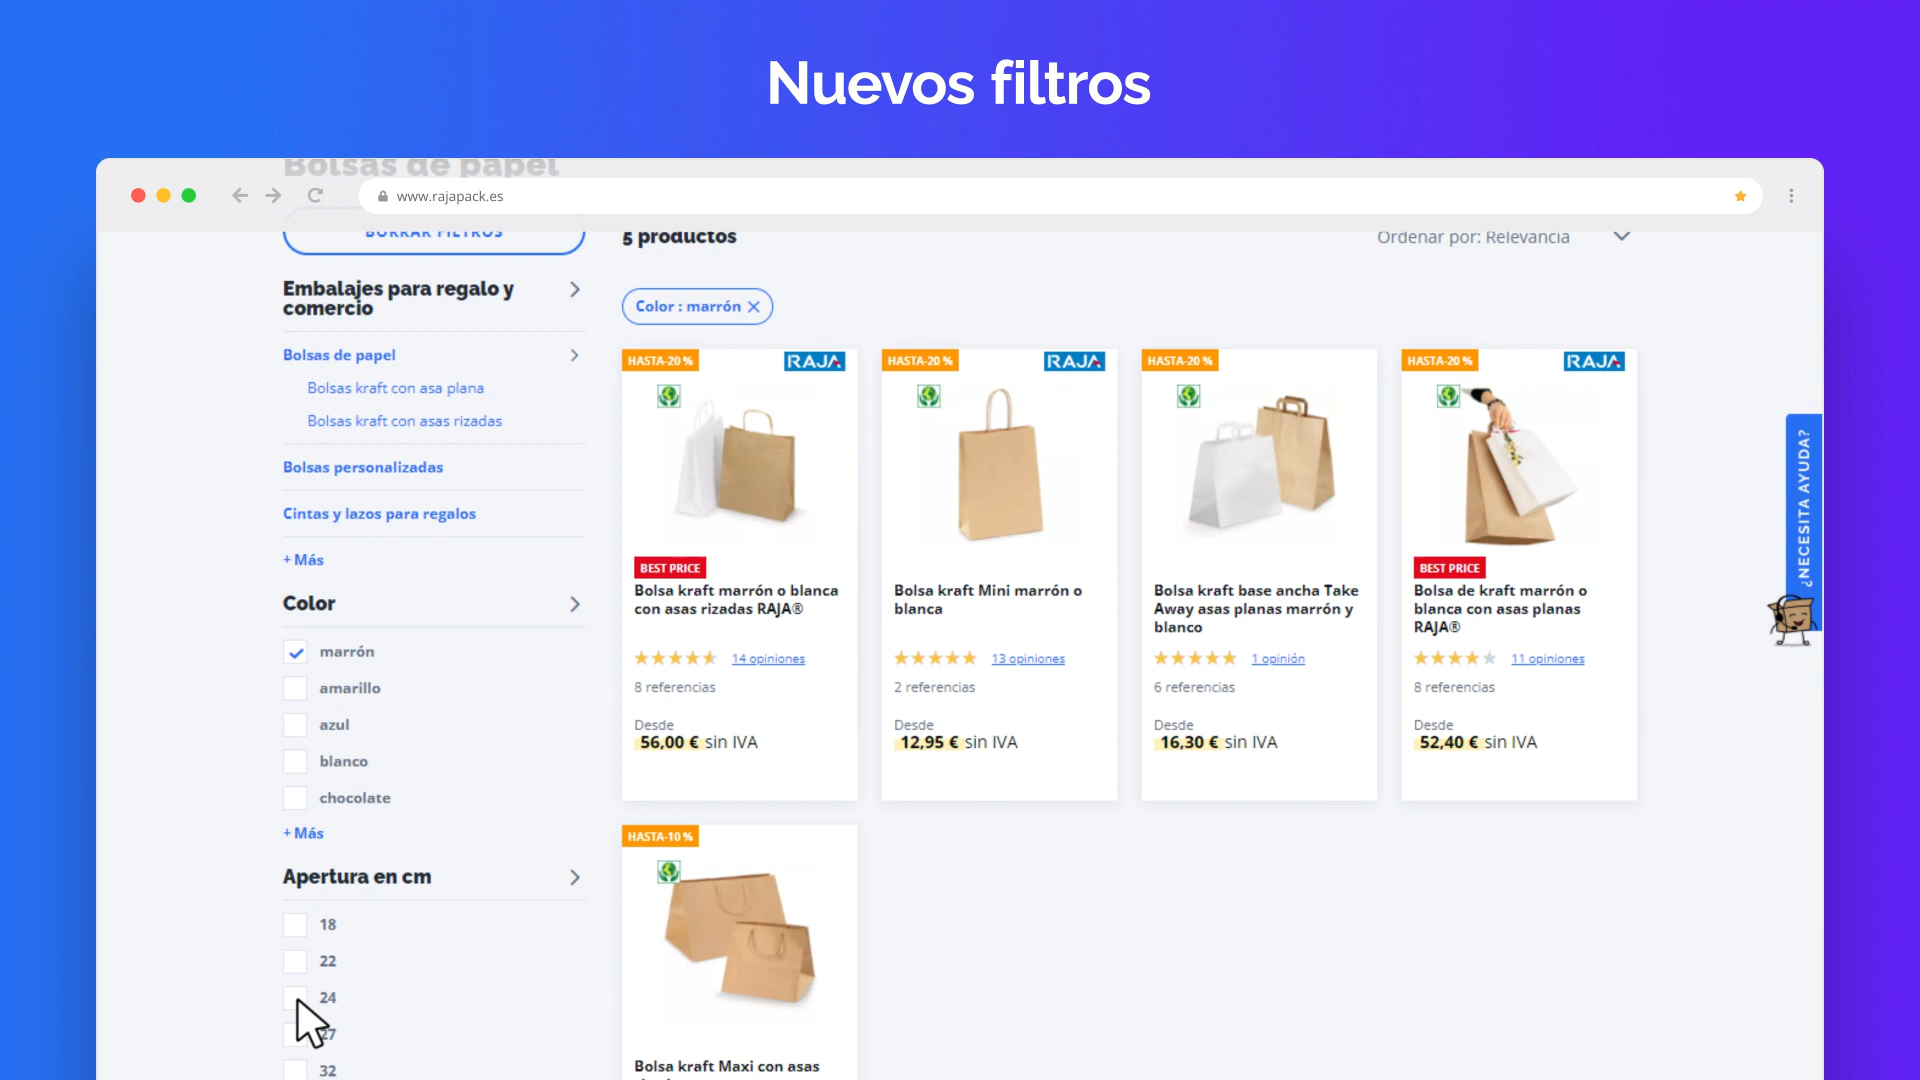 Nuevos filtros
Bolsas de papel
www.rajapack.es
BORRAR FILTROS
5 productos
Ordenar por: Relevancia
Embalajes para regalo y
comercio
Color : marrón
Bolsas de papel
Bolsas kraft con asa plana
Bolsas kraft con asas rizadas
Bolsas personalizadas
Cintas y lazos para regalos
+ Más
Color
marrón
amarillo
azul
blanco
chocolate
+ Más
Apertura en cm
18
22
24
27
32
HASTA-20 %
RAJA
BEST PRICE
Bolsa kraft marrón o blanca
con asas rizadas RAJA®
14 opiniones
8 referencias
Desde
56,00 € sin IVA
HASTA-20 %
RAJA
Bolsa kraft Mini marrón o
blanca
13 opiniones
2 referencias
Desde
12,95 € sin IVA
HASTA-20 %
Bolsa kraft base ancha Take
Away asas planas marrón y
blanco
1 opinión
6 referencias
Desde
16,30 € sin IVA
HASTA-20 %
RAJA
BEST PRICE
Bolsa de kraft marrón o
blanca con asas planas
RAJA®
11 opiniones
8 referencias
Desde
52,40 € sin IVA
HASTA-10 %
Bolsa kraft Maxi con asas
¿NECESITA AYUDA?